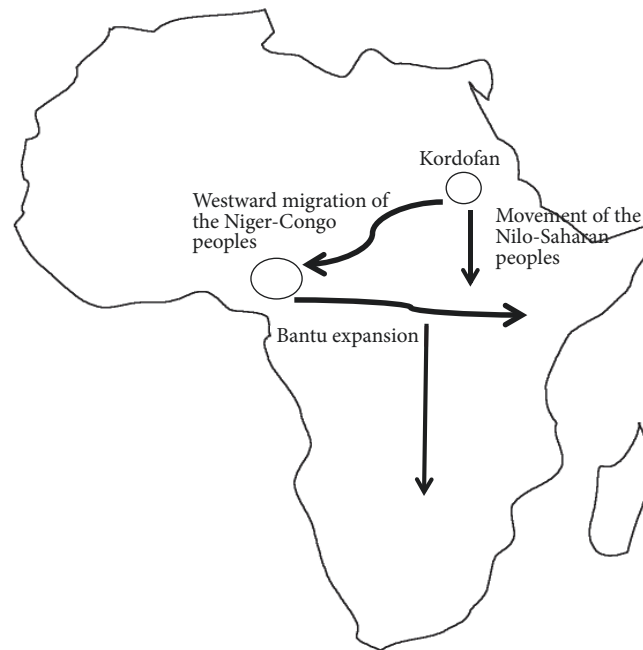 Kordofan
Westward migration of
the Niger-Congo
peoples
Movement of the
Nilo-Saharan
peoples
Bantu expansion